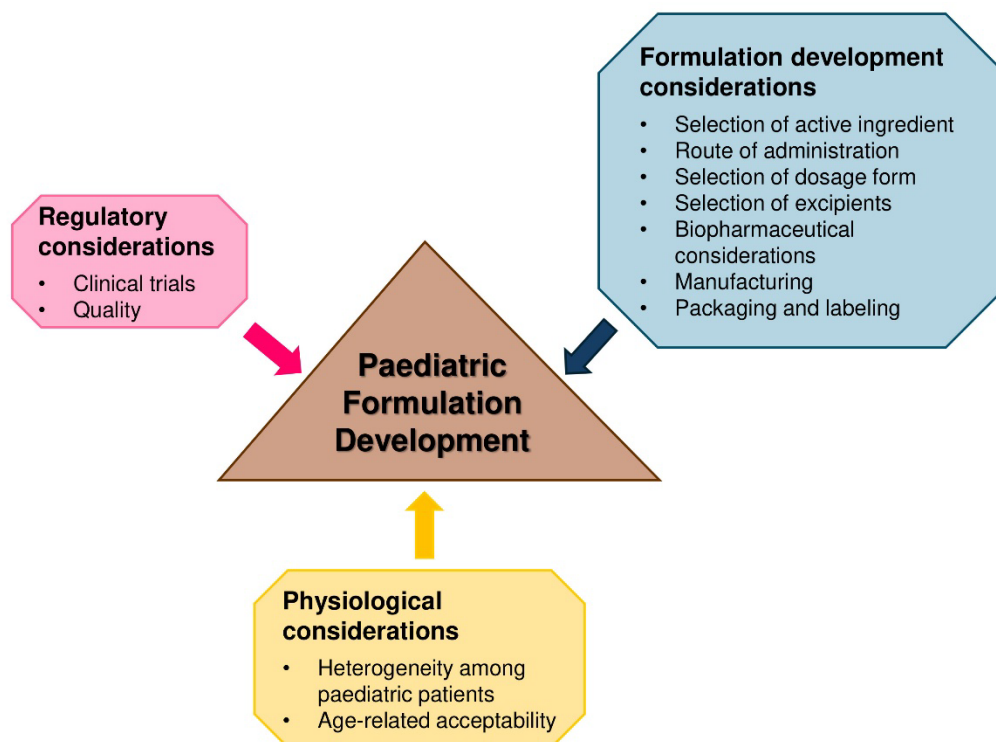 Formulation development
considerations
• Selection of active ingredient
• Route of administration
• Selection of dosage form
• Selection of excipients
• Biopharmaceutical
considerations
• Manufacturing
• Packaging and labeling
Regulatory
considerations
• Clinical trials
• Quality
Paediatric
Formulation
Development
Physiological
considerations
• Heterogeneity among
paediatric patients
• Age-related acceptability